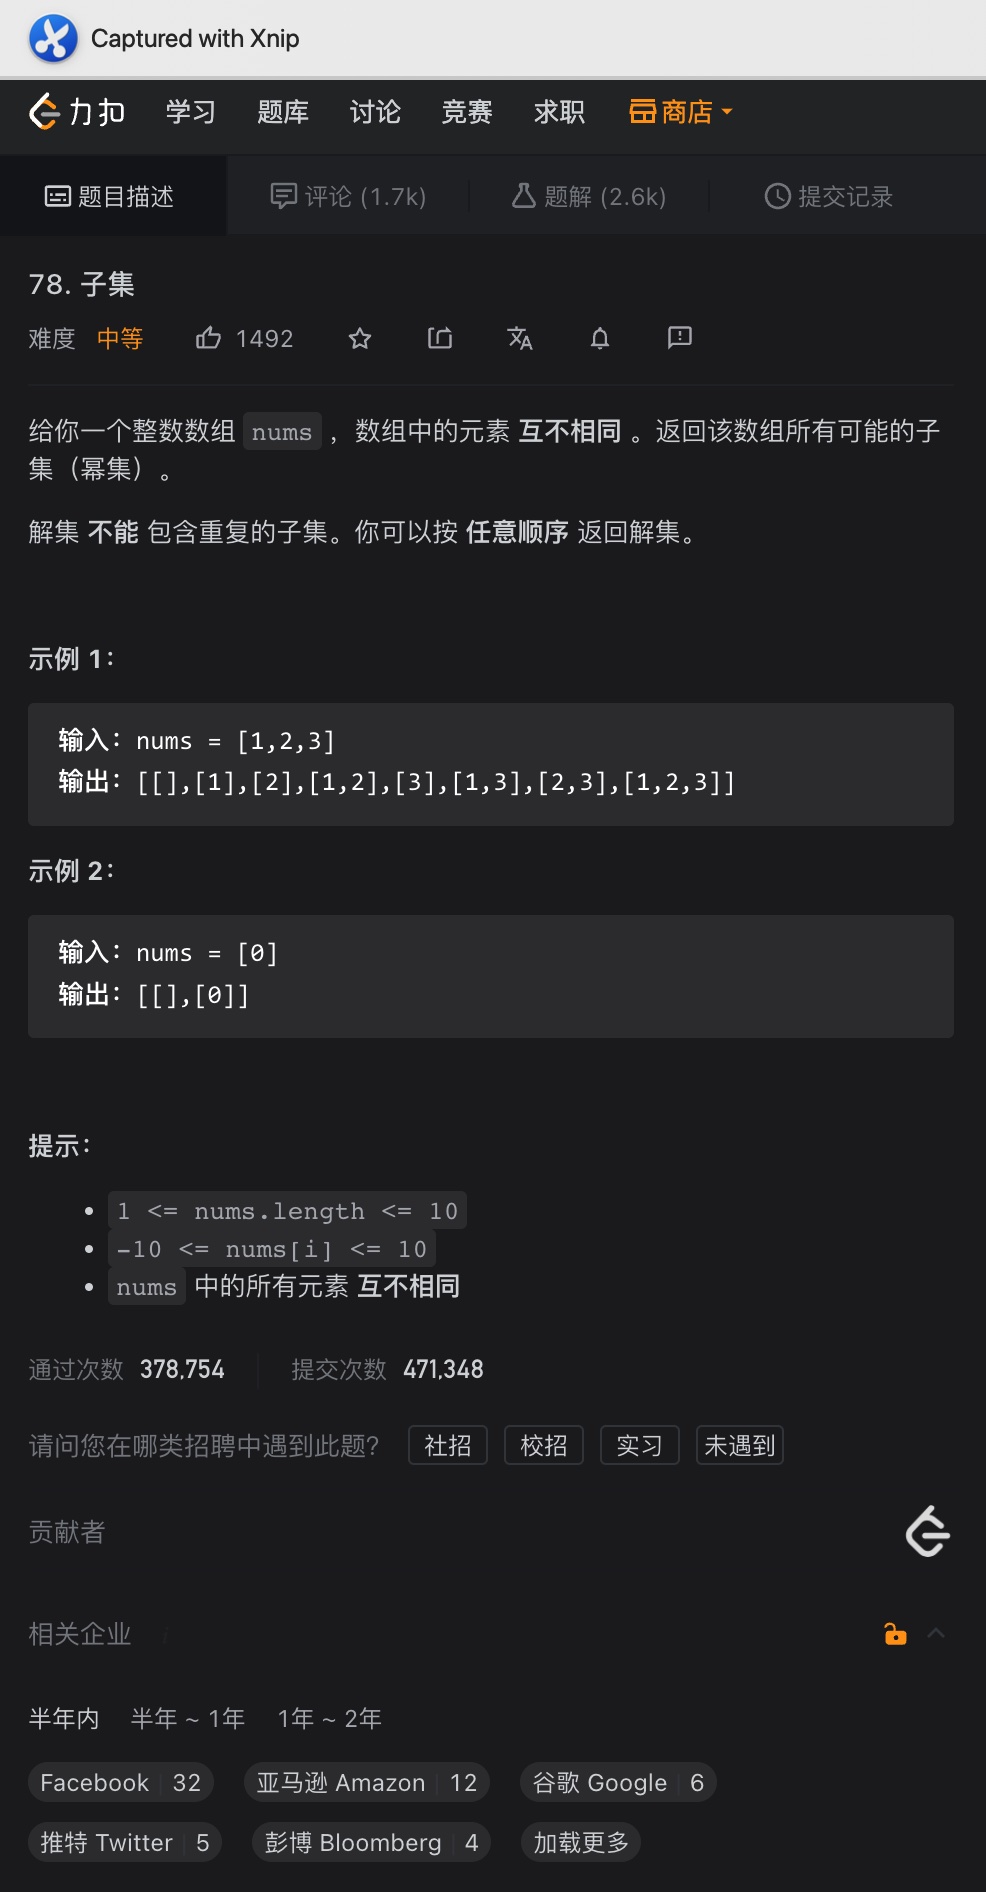 Captured with Xnip
力扣 学习 题库 讨论 竞赛 求职 商店
题目描述 评论 (1.7k) 题解 (2.6k) 提交记录
78. 子集
难度 中等 1492
给你一个整数数组 nums ，数组中的元素 互不相同 。返回该数组所有可能的子
集（幂集）。
解集 不能 包含重复的子集。你可以按 任意顺序 返回解集。
示例 1：
输入：nums = [1,2,3]
输出：[[],[1],[2],[1,2],[3],[1,3],[2,3],[1,2,3]]
示例 2：
输入：nums = [0]
输出：[[],[0]]
提示：
1 <= nums.length <= 10
-10 <= nums[i] <= 10
nums 中的所有元素 互不相同
通过次数 378,754 提交次数 471,348
请问您在哪类招聘中遇到此题？ 社招 校招 实习 未遇到
贡献者
相关企业
半年内 半年 ~ 1年 1年 ~ 2年
Facebook 32 亚马逊 Amazon 12 谷歌 Google 6
推特 Twitter 5 彭博 Bloomberg 4 加载更多